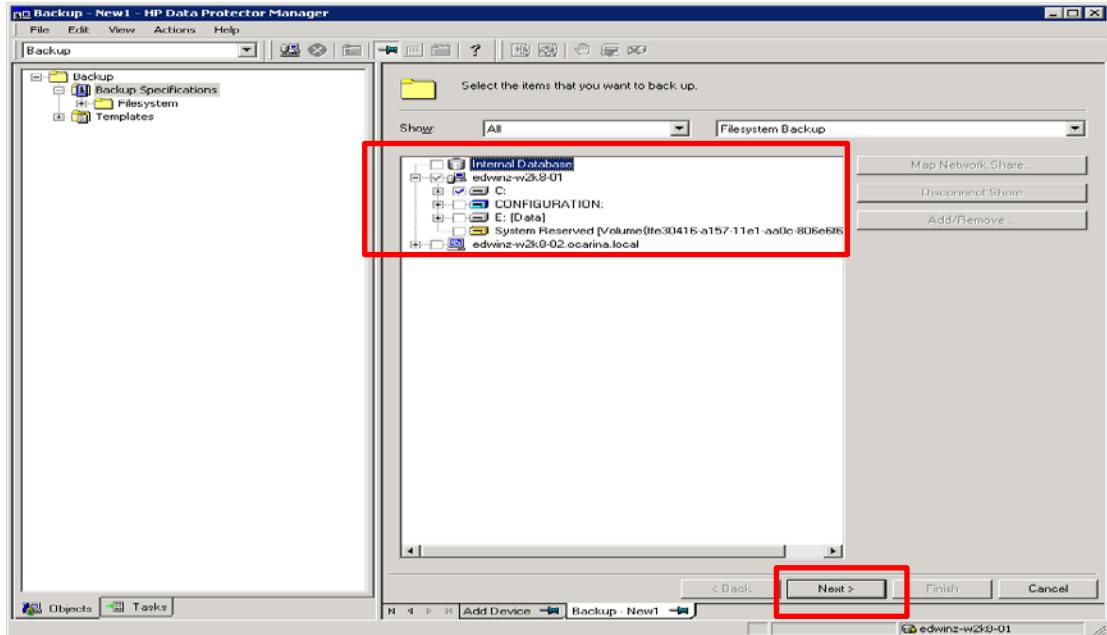 Backup - New1 - HP Data Protector Manager
File Edit View Actions Help
Backup
Backup
Backup Specifications
Filesystem
Templates
Select the items that you want to back up.
Show: All Filesystem Backup
Internal Database
edwinz-w2k8-01
C:
CONFIGURATION:
E: [Data]
System Reserved [Volume{ffe30416-a157-11e1-aa0c-806e6f6
edwinz-w2k8-02.ocarina.local
Map Network Share...
Disconnect Share
Add/Remove...
< Back Next > Finish Cancel
Objects Tasks
Add Device Backup - New1
edwinz-w2k8-01